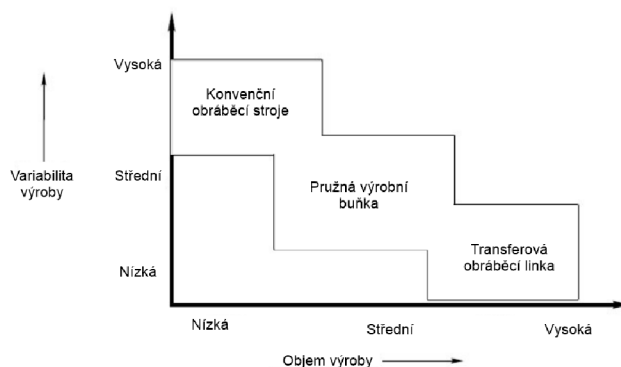 Vysoká
Konvenční
obráběcí stroje
Variabilita
výroby
Střední
Pružná výrobní
buňka
Nízká
Transferová
obráběcí linka
Nízká
Střední
Vysoká
Objem výroby